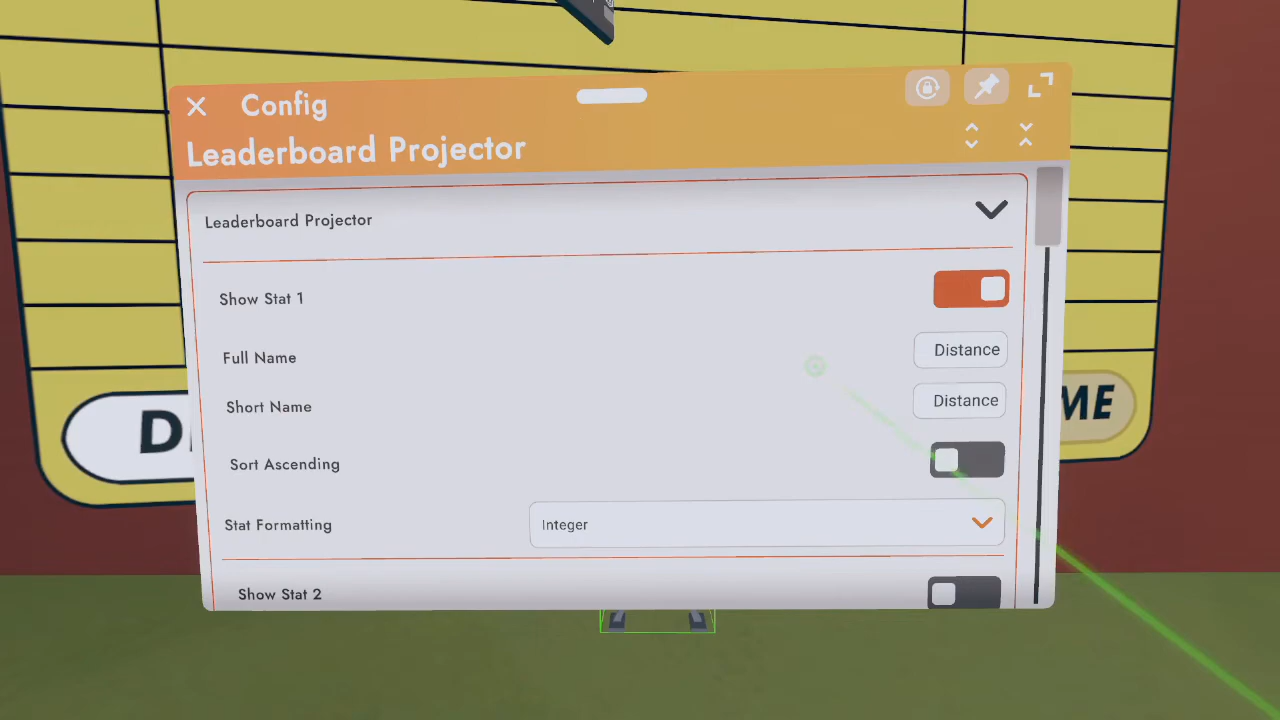 Config
Leaderboard Projector
Leaderboard Projector
Show Stat 1
Full Name
Distance
Short Name
Distance
Sort Ascending
Stat Formatting
Integer
Show Stat 2